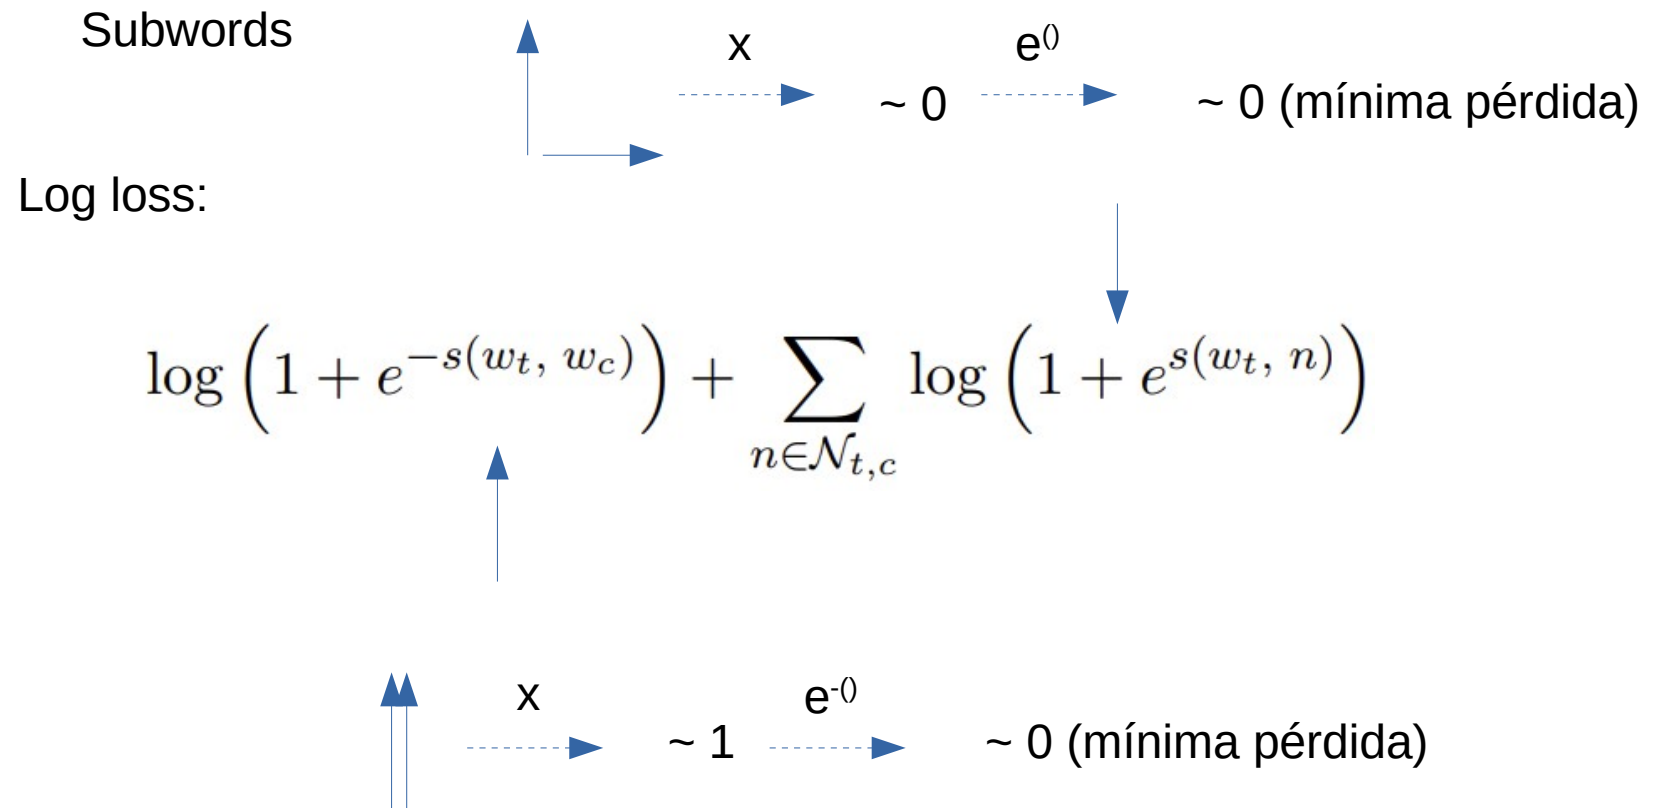 Subwords
x
e^()
~ 0
~ 0 (mínima pérdida)
Log loss:
log(1 + e^{-s(w_t, w_c)}) + ∑_{n∈𝒩_{t,c}} log(1 + e^{s(w_t, n)})
x
e^-()
~ 1
~ 0 (mínima pérdida)